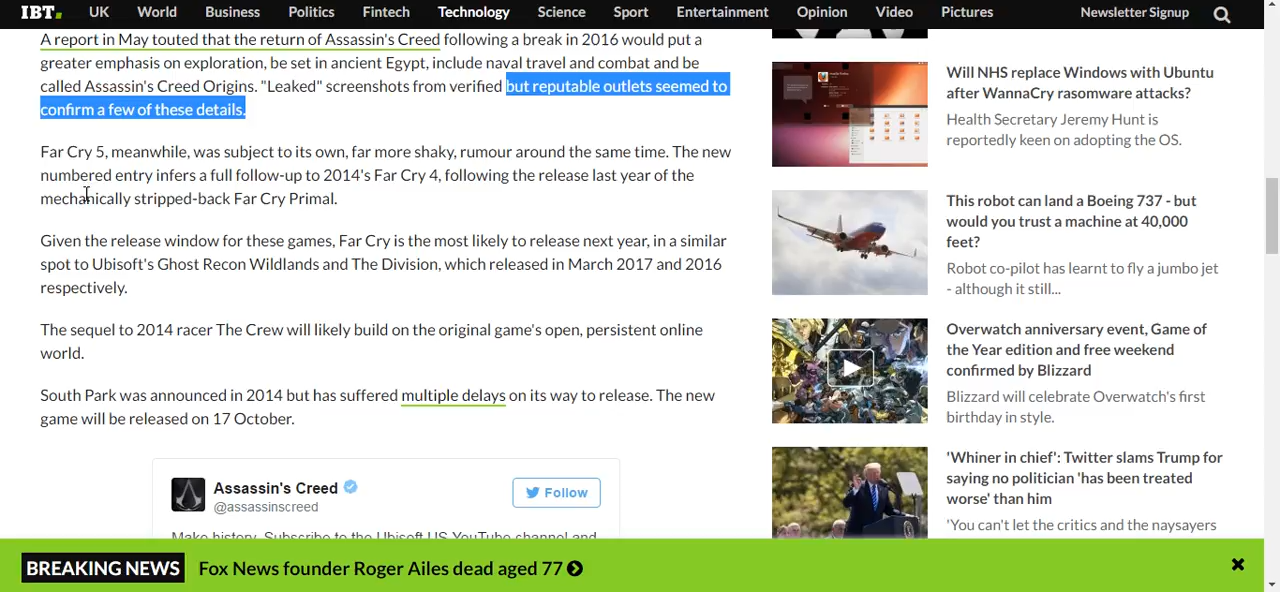 IBT. UK World Business Politics Fintech Technology Science Sport Entertainment Opinion Video Pictures Newsletter Signup
A report in May touted that the return of Assassin's Creed following a break in 2016 would put a
greater emphasis on exploration, be set in ancient Egypt, include naval travel and combat and be
called Assassin's Creed Origins. "Leaked" screenshots from verified but reputable outlets seemed to
confirm a few of these details.
Far Cry 5, meanwhile, was subject to its own, far more shaky, rumour around the same time. The new
numbered entry infers a full follow-up to 2014's Far Cry 4, following the release last year of the
mechanically stripped-back Far Cry Primal.
Given the release window for these games, Far Cry is the most likely to release next year, in a similar
spot to Ubisoft's Ghost Recon Wildlands and The Division, which released in March 2017 and 2016
respectively.
The sequel to 2014 racer The Crew will likely build on the original game's open, persistent online
world.
South Park was announced in 2014 but has suffered multiple delays on its way to release. The new
game will be released on 17 October.
Assassin's Creed
@assassinscreed
Follow
Make history. Subscribe to the Ubisoft US YouTube channel and
Will NHS replace Windows with Ubuntu
after WannaCry rasomware attacks?
Health Secretary Jeremy Hunt is
reportedly keen on adopting the OS.
This robot can land a Boeing 737 - but
would you trust a machine at 40,000
feet?
Robot co-pilot has learnt to fly a jumbo jet
- although it still...
Overwatch anniversary event, Game of
the Year edition and free weekend
confirmed by Blizzard
Blizzard will celebrate Overwatch's first
birthday in style.
'Whiner in chief': Twitter slams Trump for
saying no politician 'has been treated
worse' than him
'You can't let the critics and the naysayers
BREAKING NEWS Fox News founder Roger Ailes dead aged 77